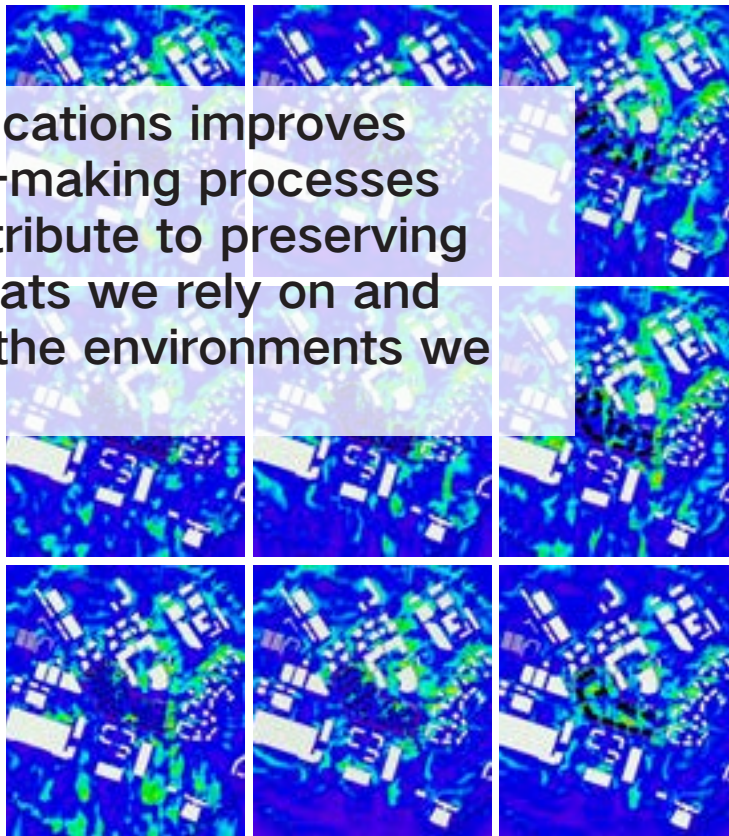 cations improves
-making processes
tribute to preserving
ats we rely on and
the environments we